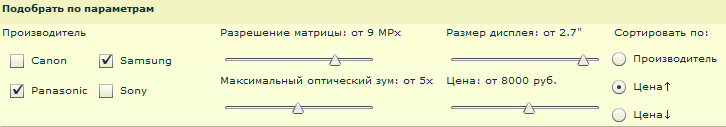 Подобрать по параметрам
Производитель
Canon
Samsung
Panasonic
Sony
Разрешение матрицы: от 9 MPx
Максимальный оптический зум: от 5x
Размер дисплея: от 2.7"
Цена: от 8000 руб.
Сортировать по:
Производитель
Цена↑
Цена↓